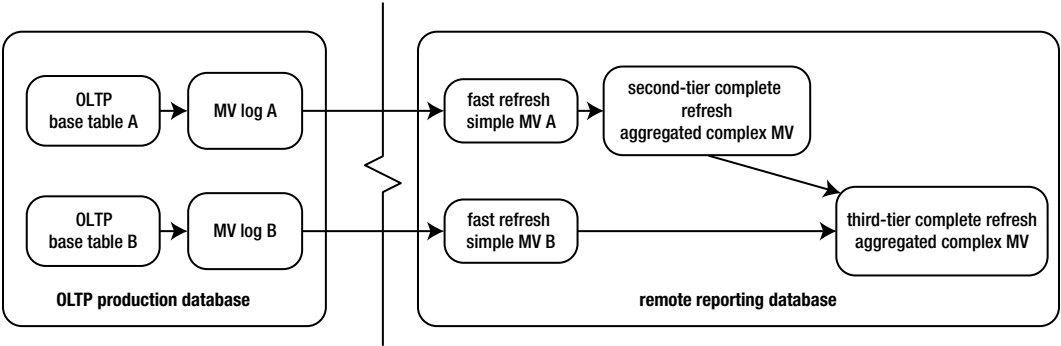 OLTP
base table A
MV log A
fast refresh
simple MV A
second-tier complete
refresh
aggregated complex MV
OLTP
base table B
MV log B
fast refresh
simple MV B
third-tier complete refresh
aggregated complex MV
OLTP production database
remote reporting database